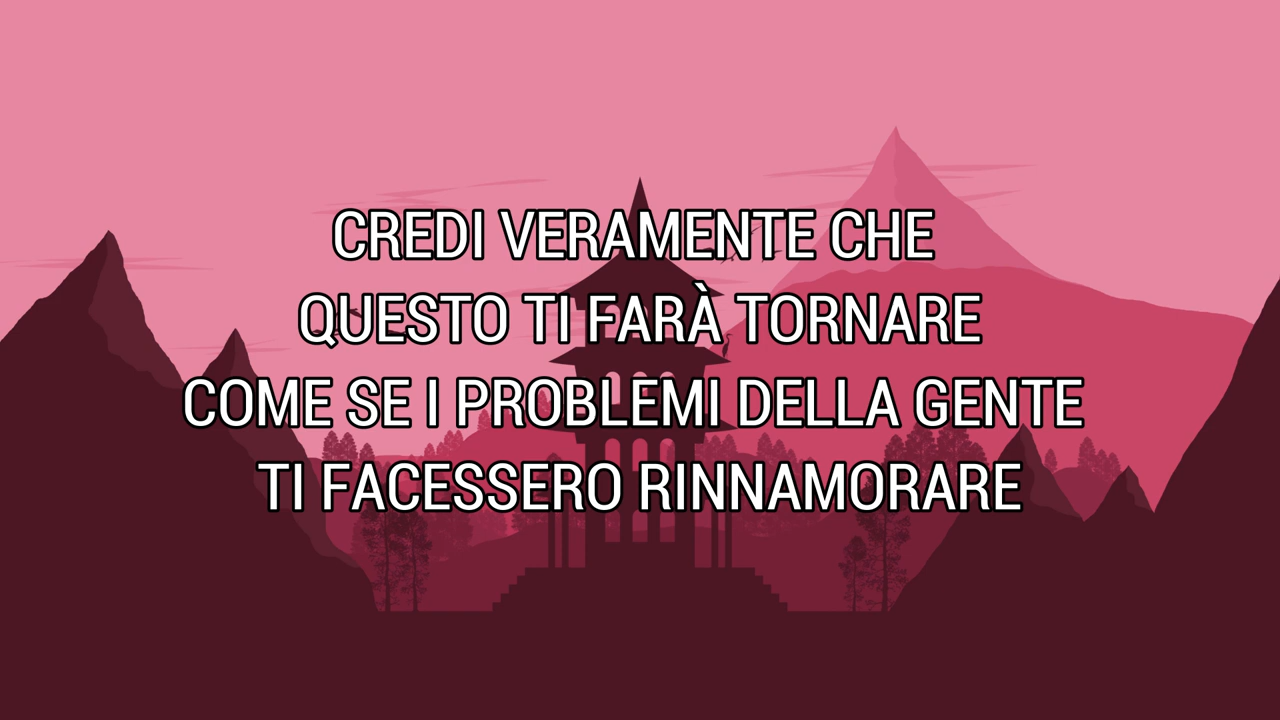 CREDI VERAMENTE CHE
QUESTO TI FARÀ TORNARE
COME SE I PROBLEMI DELLA GENTE
TI FACESSERO RINNAMORARE